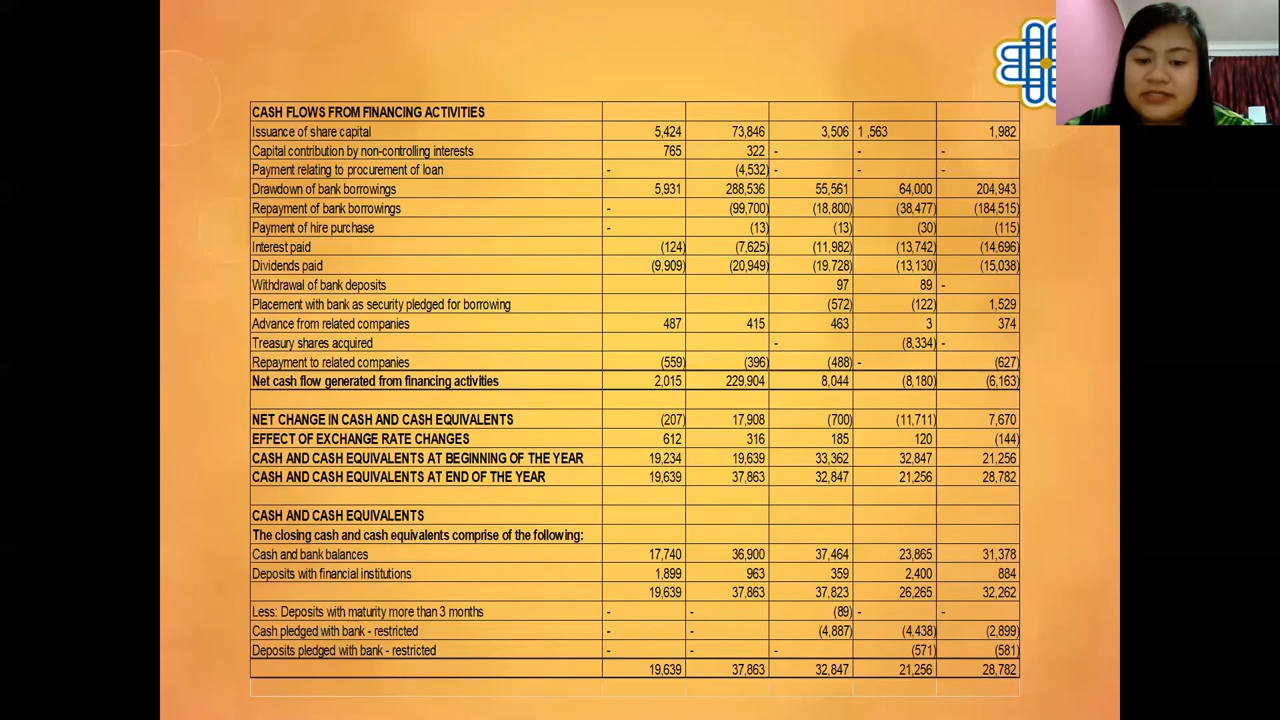 CASH FLOWS FROM FINANCING ACTIVITIES
Issuance of share capital 5,424 73,846 3,506 1 ,563 1,982
Capital contribution by non-controlling interests 765 322 - - -
Payment relating to procurement of loan - (4,532) - - -
Drawdown of bank borrowings 5,931 288,536 55,561 64,000 204,943
Repayment of bank borrowings - (99,700) (18,800) (38,477) (184,515)
Payment of hire purchase - (13) (13) (30) (115)
Interest paid (124) (7,625) (11,982) (13,742) (14,696)
Dividends paid (9,909) (20,949) (19,728) (13,130) (15,038)
Withdrawal of bank deposits 97 89 -
Placement with bank as security pledged for borrowing (572) (122) 1,529
Advance from related companies 487 415 463 3 374
Treasury shares acquired - (8,334) -
Repayment to related companies (559) (396) (488) - (627)
Net cash flow generated from financing activities 2,015 229,904 8,044 (8,180) (6,163)
NET CHANGE IN CASH AND CASH EQUIVALENTS (207) 17,908 (700) (11,711) 7,670
EFFECT OF EXCHANGE RATE CHANGES 612 316 185 120 (144)
CASH AND CASH EQUIVALENTS AT BEGINNING OF THE YEAR 19,234 19,639 33,362 32,847 21,256
CASH AND CASH EQUIVALENTS AT END OF THE YEAR 19,639 37,863 32,847 21,256 28,782
CASH AND CASH EQUIVALENTS
The closing cash and cash equivalents comprise of the following:
Cash and bank balances 17,740 36,900 37,464 23,865 31,378
Deposits with financial institutions 1,899 963 359 2,400 884
19,639 37,863 37,823 26,265 32,262
Less: Deposits with maturity more than 3 months - - (89) - -
Cash pledged with bank - restricted - - (4,887) (4,438) (2,899)
Deposits pledged with bank - restricted - - - (571) (581)
19,639 37,863 32,847 21,256 28,782